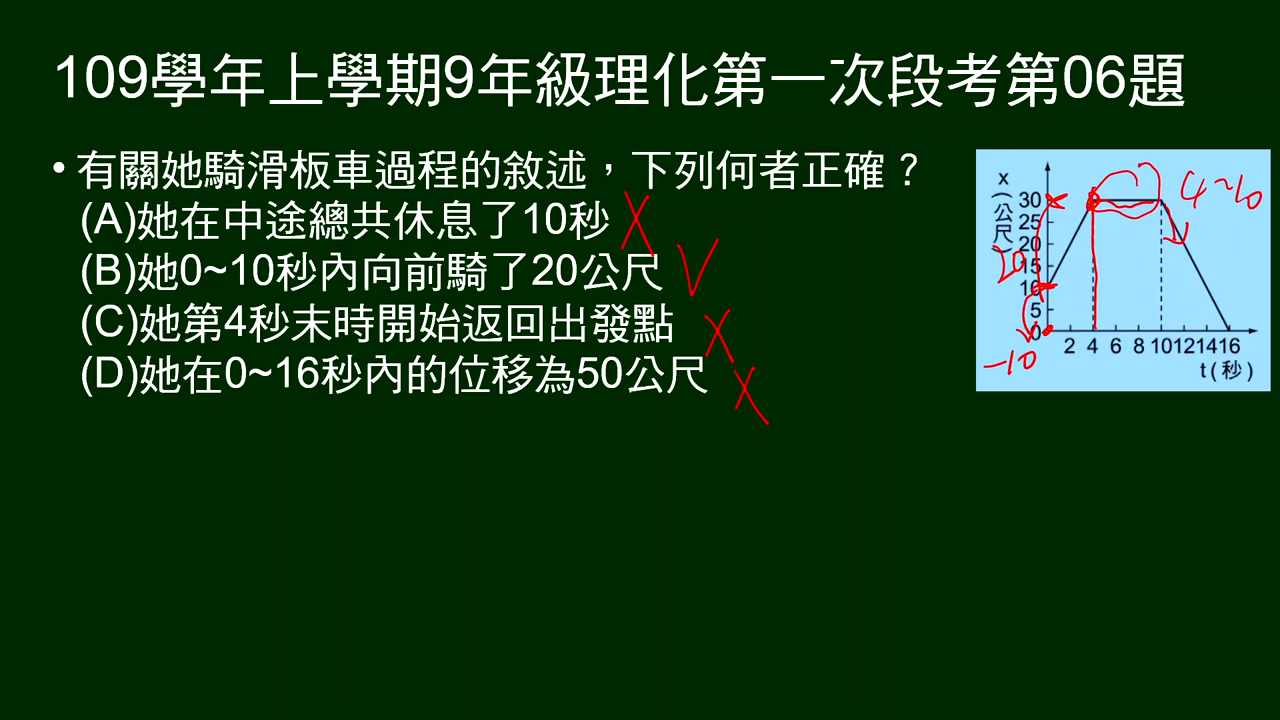 109學年上學期9年級理化第一次段考第06題
• 有關她騎滑板車過程的敘述，下列何者正確？
(A)她在中途總共休息了10秒
(B)她0~10秒內向前騎了20公尺
(C)她第4秒末時開始返回出發點
(D)她在0~16秒內的位移為50公尺
x
(公尺)
30
25
20
15
10
5
0
2 4 6 8 10 12 14 16
t(秒)
4~10
20
-10